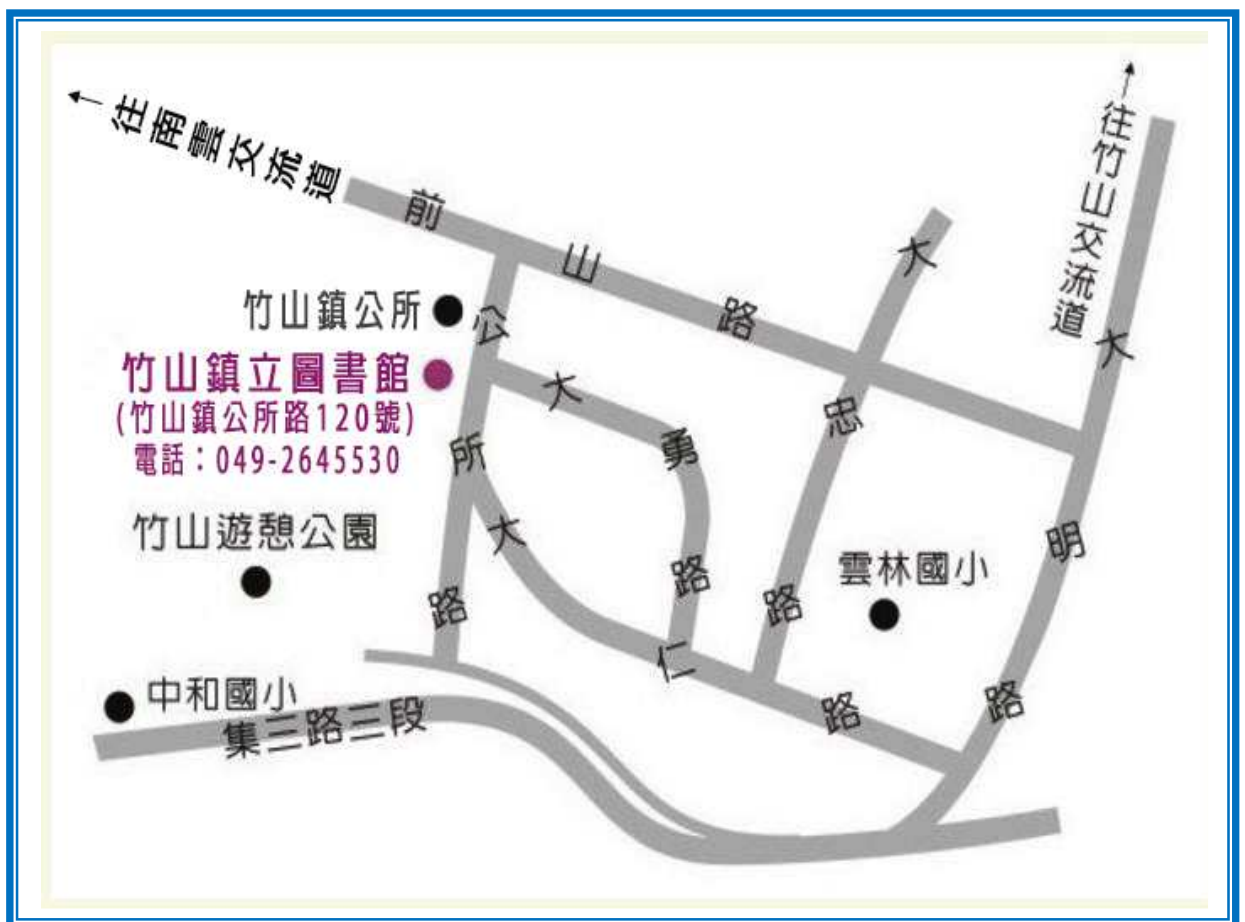 往南雲交流道
往竹山交流道
前山路
大忠路
大明路
竹山鎮公所
公所路
竹山鎮立圖書館
(竹山鎮公所路120號)
電話：049-2645530
大勇路
大仁路
竹山遊憩公園
雲林國小
中和國小
集三路三段